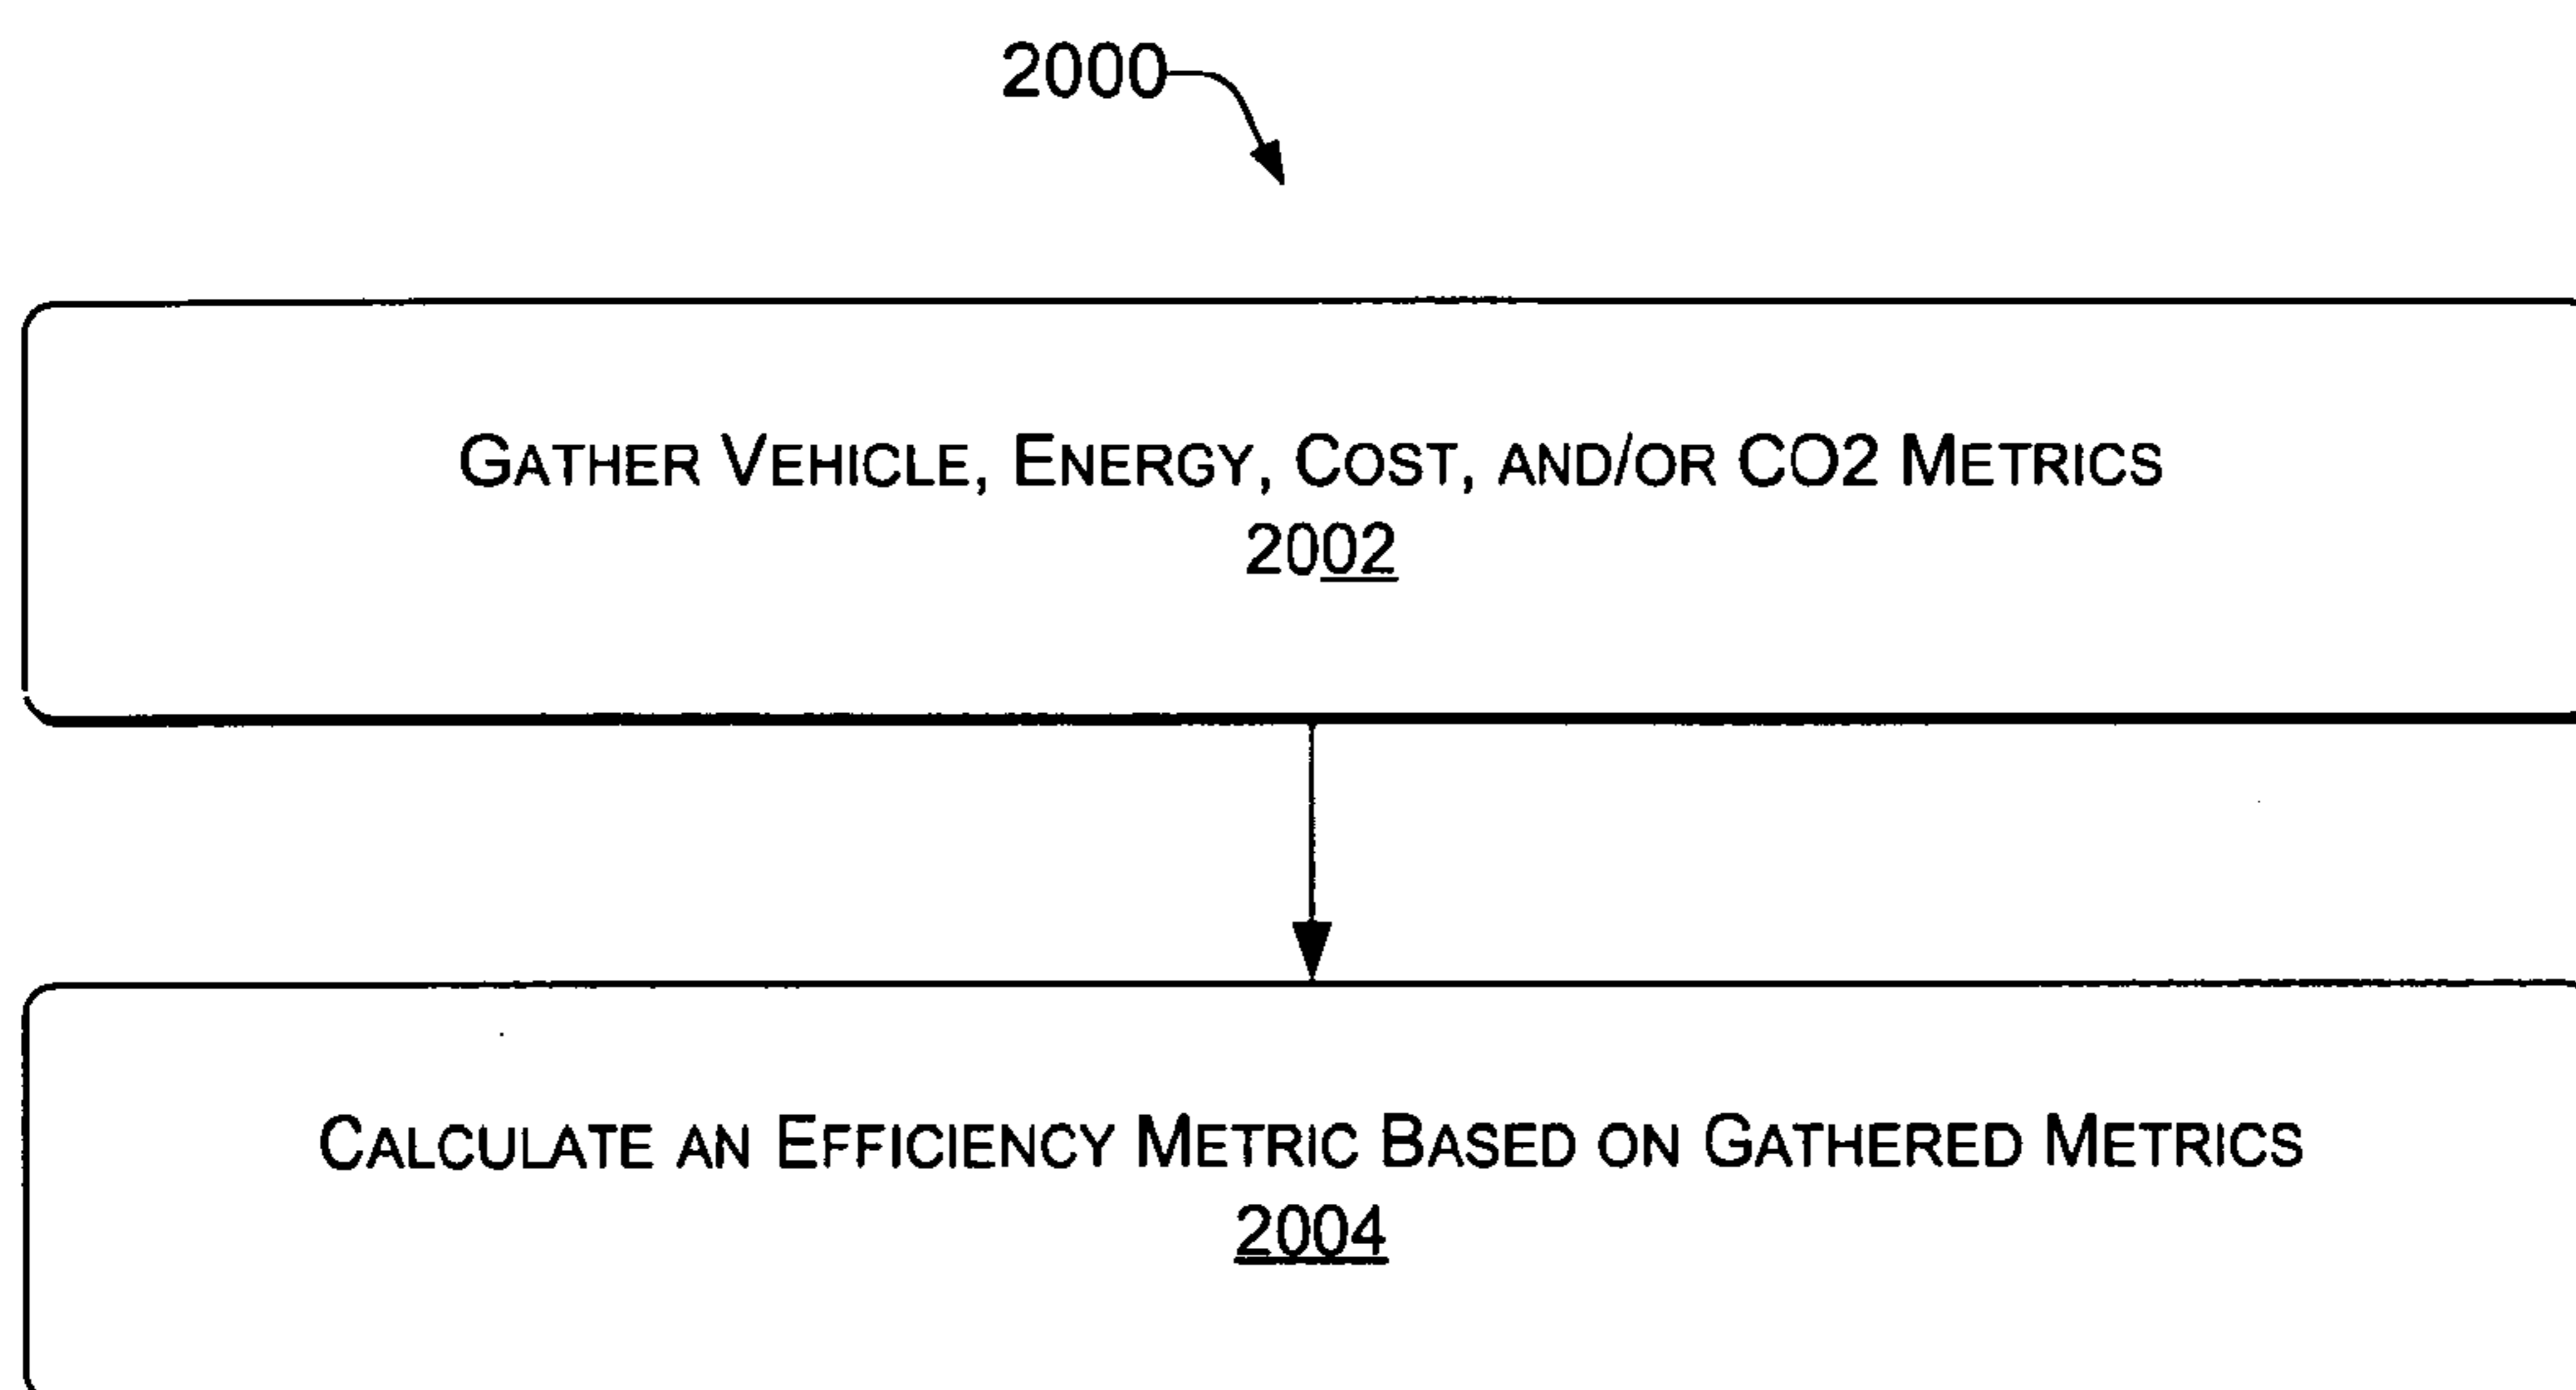 2000
GATHER VEHICLE, ENERGY, COST, AND/OR CO2 METRICS
2002
CALCULATE AN EFFICIENCY METRIC BASED ON GATHERED METRICS
2004